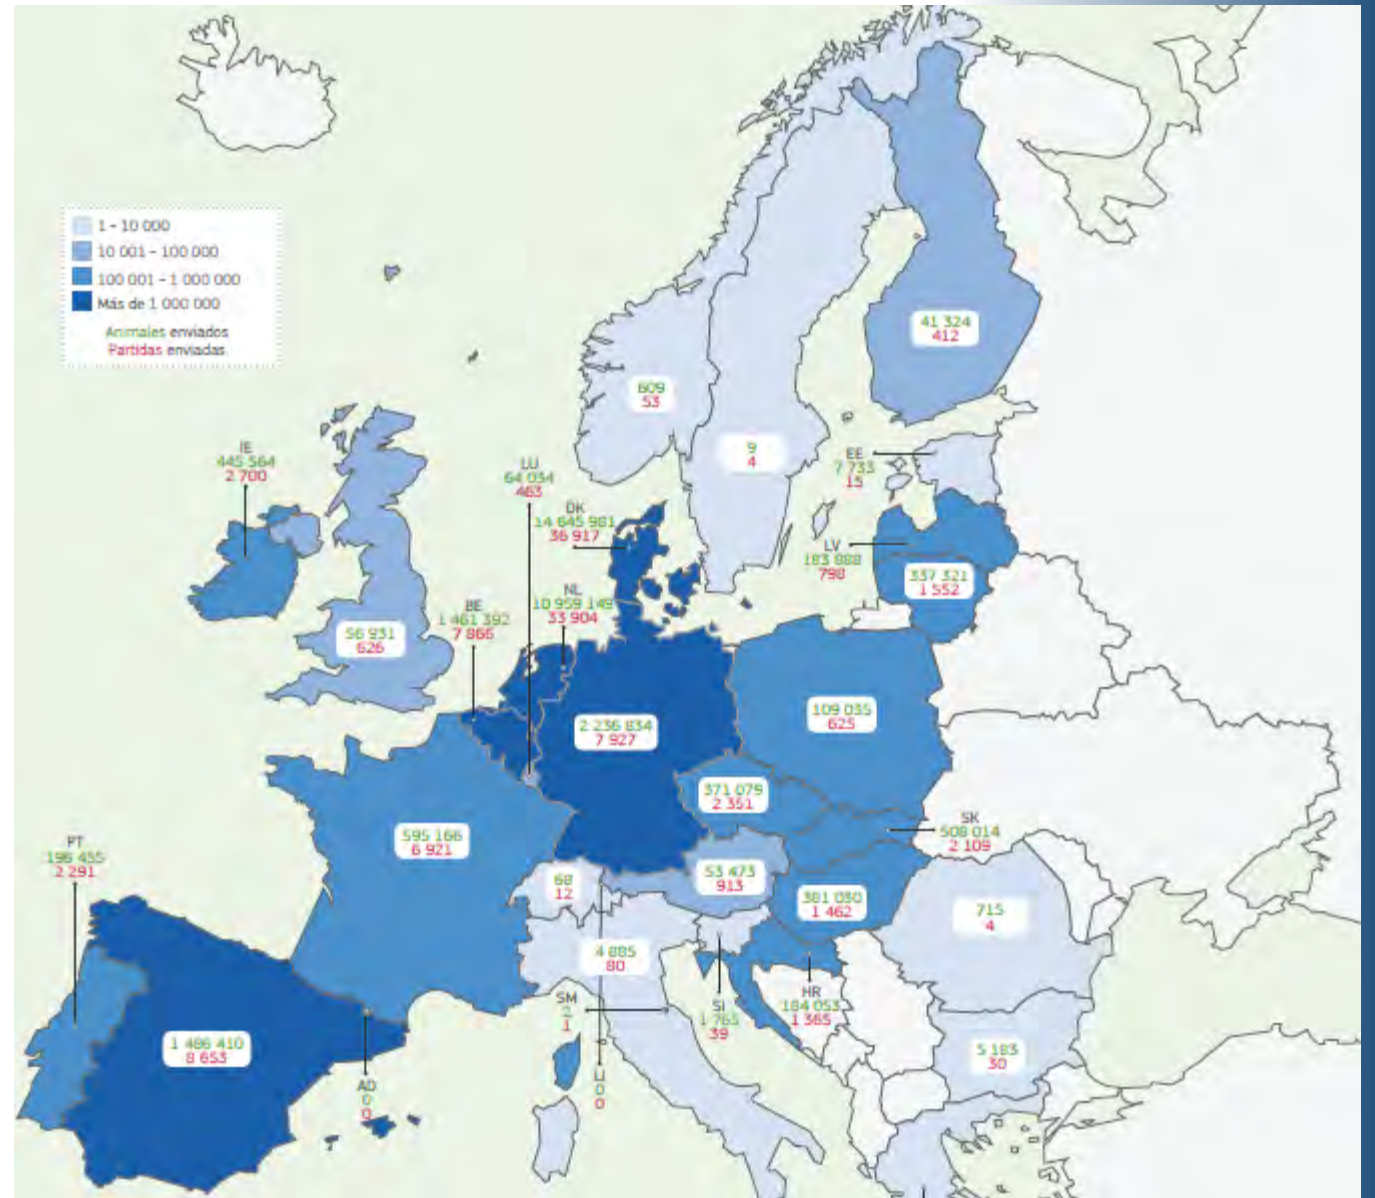 1 - 10 000
10 001 - 100 000
100 001 - 1 000 000
Más de 1 000 000
Animales enviados
Partidas enviadas
41 324
412
609
53
9
4
EE
7 733
15
IE
445 564
2 700
LU
64 034
463
DK
14 645 981
36 917
LV
183 888
798
337 321
1 552
BE
1 461 392
7 866
NL
10 959 149
33 904
56 931
626
2 236 834
7 927
109 035
625
371 079
2 351
SK
508 014
2 109
PT
196 455
2 291
595 166
6 921
68
12
53 473
913
381 030
1 462
715
4
4 885
80
SM
2
1
SI
1 765
39
HR
184 053
1 365
1 486 410
8 653
5 183
30
AD
0
0
LI
0
0